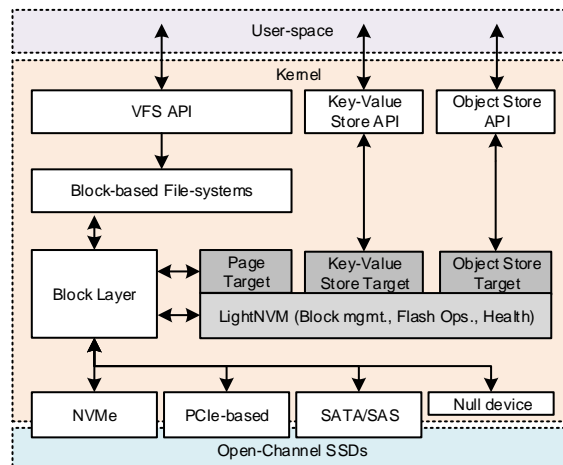 User-space
Kernel
VFS API
Key-Value
Store API
Object Store
API
Block-based File-systems
Block Layer
Page
Target
Key-Value
Store Target
Object Store
Target
LightNVM (Block mgmt., Flash Ops., Health)
NVMe
PCIe-based
SATA/SAS
Null device
Open-Channel SSDs